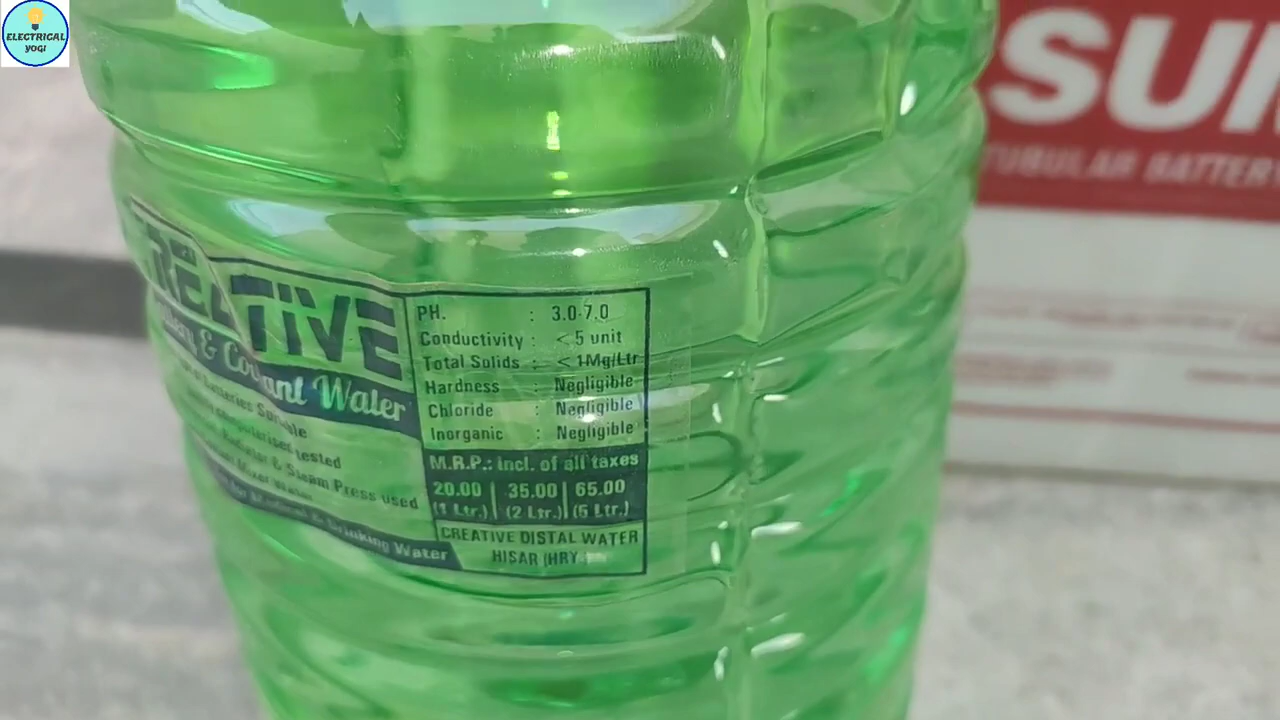 ELECTRICAL
YOGI
SUN
TUBULAR BATTERY
CREATIVE
& Coolant Water
tested
& Steam Press used
& Drinking Water
PH. : 3.0-7.0
Conductivity : < 5 unit
Total Solids : < 1Mg/Ltr
Hardness : Negligible
Chloride : Negligible
Inorganic : Negligible
M.R.P.: incl. of all taxes
20.00 | 35.00 | 65.00
(1 Ltr.) | (2 Ltr.) | (5 Ltr.)
CREATIVE DISTAL WATER
HISAR (HRY